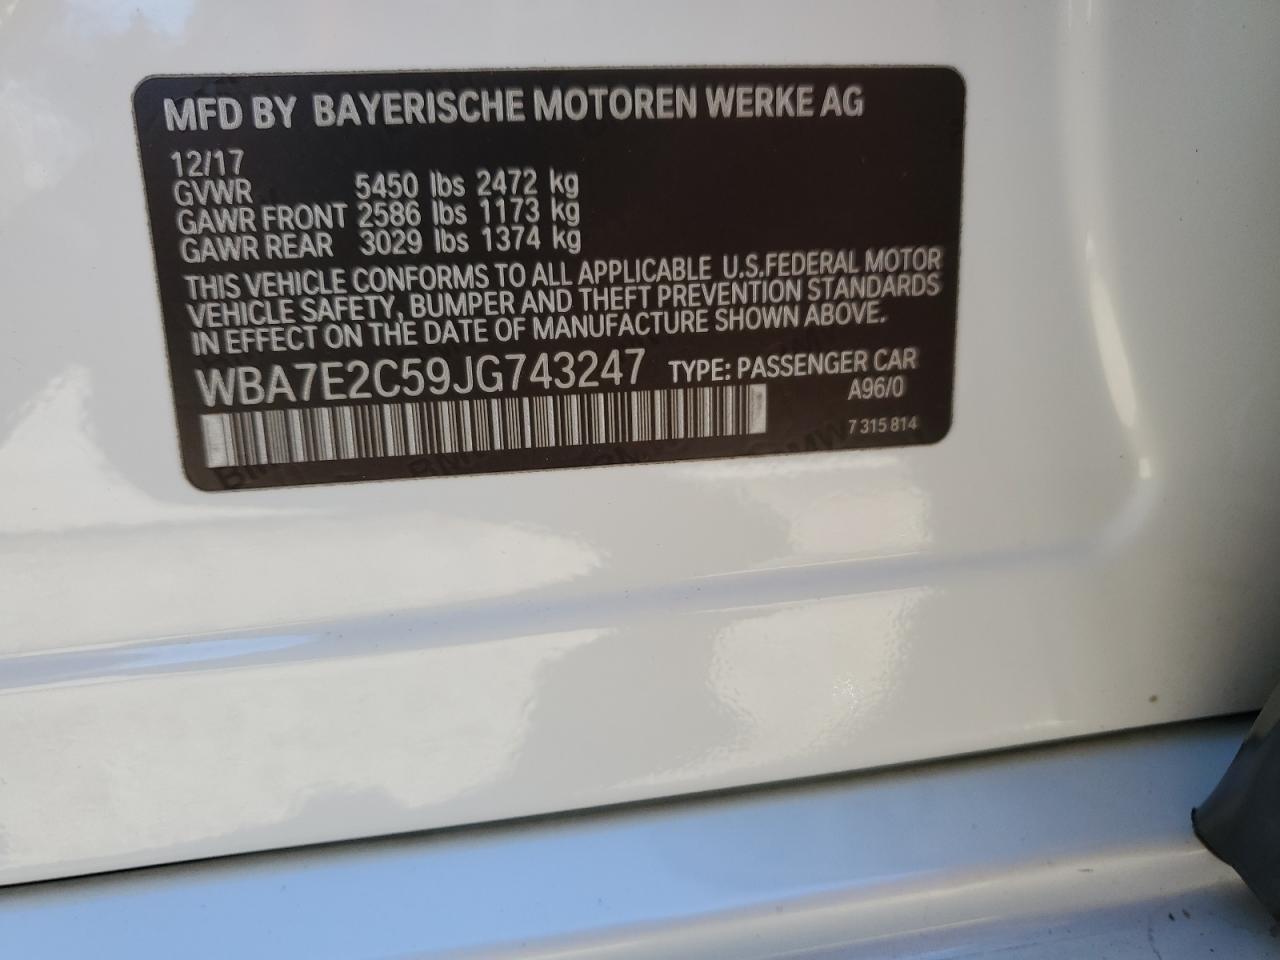 MFD BY BAYERISCHE MOTOREN WERKE AG
12/17
GVWR 5450 lbs 2472 kg
GAWR FRONT 2586 lbs 1173 kg
GAWR REAR 3029 lbs 1374 kg
THIS VEHICLE CONFORMS TO ALL APPLICABLE U.S.FEDERAL MOTOR
VEHICLE SAFETY, BUMPER AND THEFT PREVENTION STANDARDS
IN EFFECT ON THE DATE OF MANUFACTURE SHOWN ABOVE.
WBA7E2C59JG743247 TYPE: PASSENGER CAR
A96/0
7 315 814